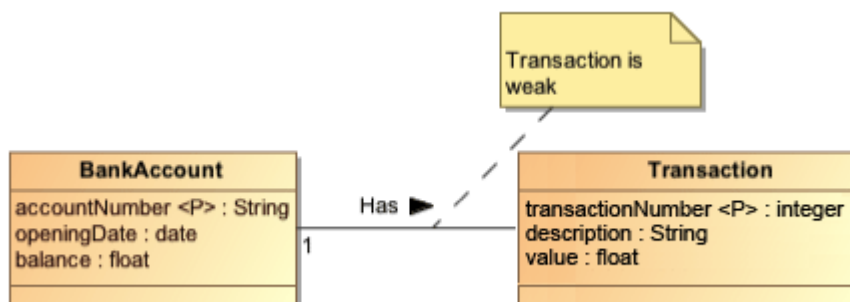 Transaction is
weak
BankAccount
accountNumber <P> : String
openingDate : date
balance : float
Has
1
Transaction
transactionNumber <P> : integer
description : String
value : float